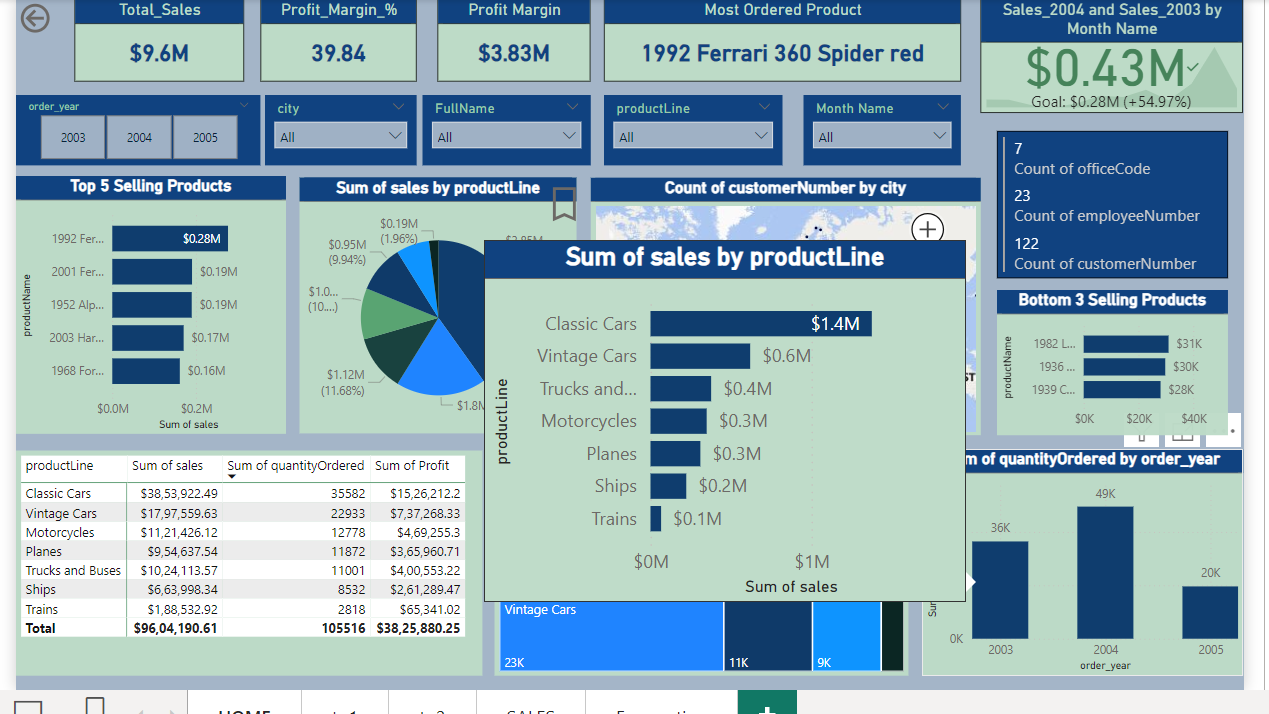 Total_Sales
$9.6M
Profit_Margin_%
39.84
Profit Margin
$3.83M
Most Ordered Product
1992 Ferrari 360 Spider red
Sales_2004 and Sales_2003 by
Month Name
$0.43M
Goal: $0.28M (+54.97%)
order_year
2003
2004
2005
city
All
FullName
All
productLine
All
Month Name
All
7
Count of officeCode
23
Count of employeeNumber
122
Count of customerNumber
Top 5 Selling Products
productName
1992 Fer...
$0.28M
2001 Fer...
$0.19M
1952 Alp...
$0.19M
2003 Har...
$0.17M
1968 For...
$0.16M
$0.0M
$0.2M
Sum of sales
Sum of sales by productLine
$0.19M
(1.96%)
$0.95M
(9.94%)
$1.0...
(10....)
$1.12M
(11.68%)
$1.8M
Count of customerNumber by city
Sum of sales by productLine
productLine
Classic Cars
$1.4M
Vintage Cars
$0.6M
Trucks and...
$0.4M
Motorcycles
$0.3M
Planes
$0.3M
Ships
$0.2M
Trains
$0.1M
$0M
$1M
Sum of sales
Bottom 3 Selling Products
productName
1982 L...
$31K
1936 ...
$30K
1939 C...
$28K
$0K
$20K
$40K
productLine Sum of sales Sum of quantityOrdered Sum of Profit
Classic Cars $38,53,922.49 35582 $15,26,212.2
Vintage Cars $17,97,559.63 22933 $7,37,268.33
Motorcycles $11,21,426.12 12778 $4,69,255.3
Planes $9,54,637.54 11872 $3,65,960.71
Trucks and Buses $10,24,113.57 11001 $4,00,553.22
Ships $6,63,998.34 8532 $2,61,289.47
Trains $1,88,532.92 2818 $65,341.02
Total $96,04,190.61 105516 $38,25,880.25
Vintage Cars
23K
11K
9K
m of quantityOrdered by order_year
Sur
36K
49K
20K
0K
2003
2004
2005
order_year
HOME